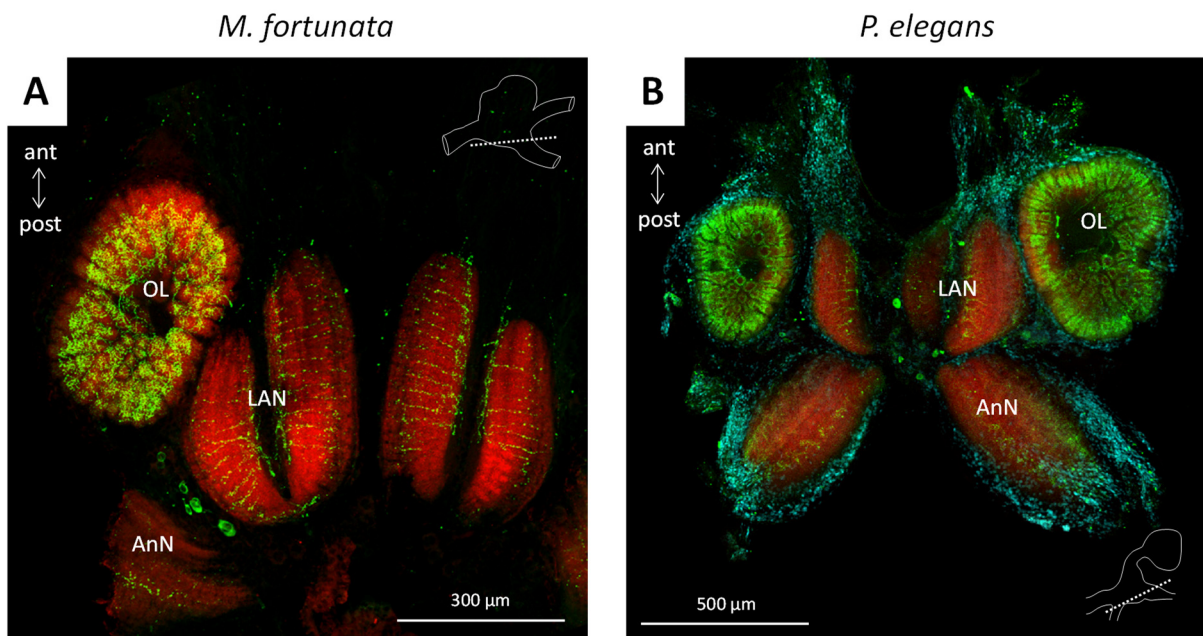 M. fortunata
P. elegans
A
ant
post
OL
LAN
AnN
300 µm
B
ant
post
OL
LAN
AnN
500 µm